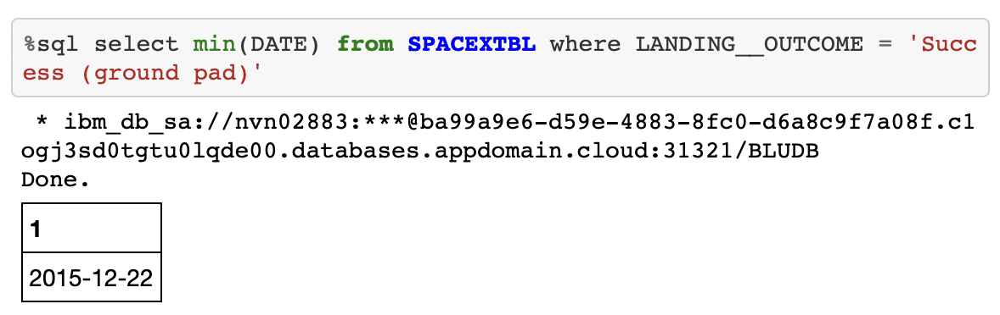 %sql select min(DATE) from SPACEXTBL where LANDING__OUTCOME = 'Succ
ess (ground pad)'
* ibm_db_sa://nvn02883:***@ba99a9e6-d59e-4883-8fc0-d6a8c9f7a08f.c1
ogj3sd0tgtu0lqde00.databases.appdomain.cloud:31321/BLUDB
Done.
1
2015-12-22